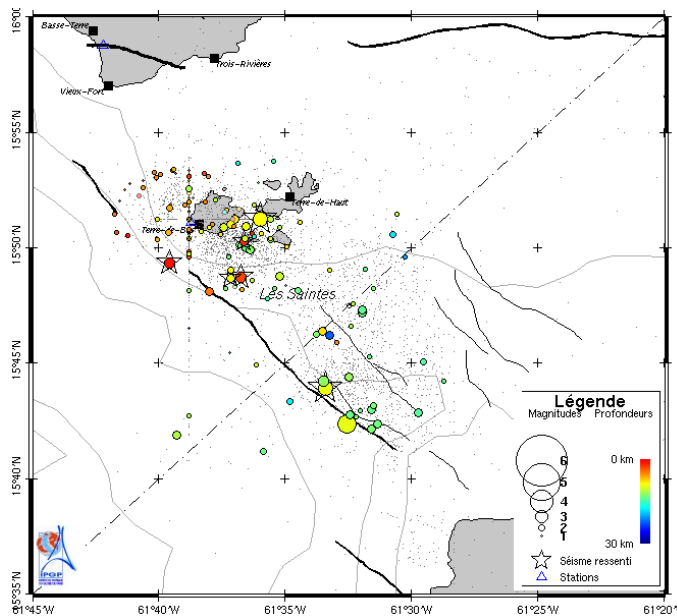 16°00
Basse-Terre
Trois-Rivières
Vieux-Fort
15°55'N
Terre-de-Haut
15°50'N
Les Saintes
15°45'N
Légende
Magnitudes Profondeurs
6 0 km
5
4
3
2
1 30 km
Séisme ressenti
Stations
15°40'N
IPGP
5°35'N
61°45'W 61°40'W 61°35'W 61°30'W 61°25'W 61°20'W